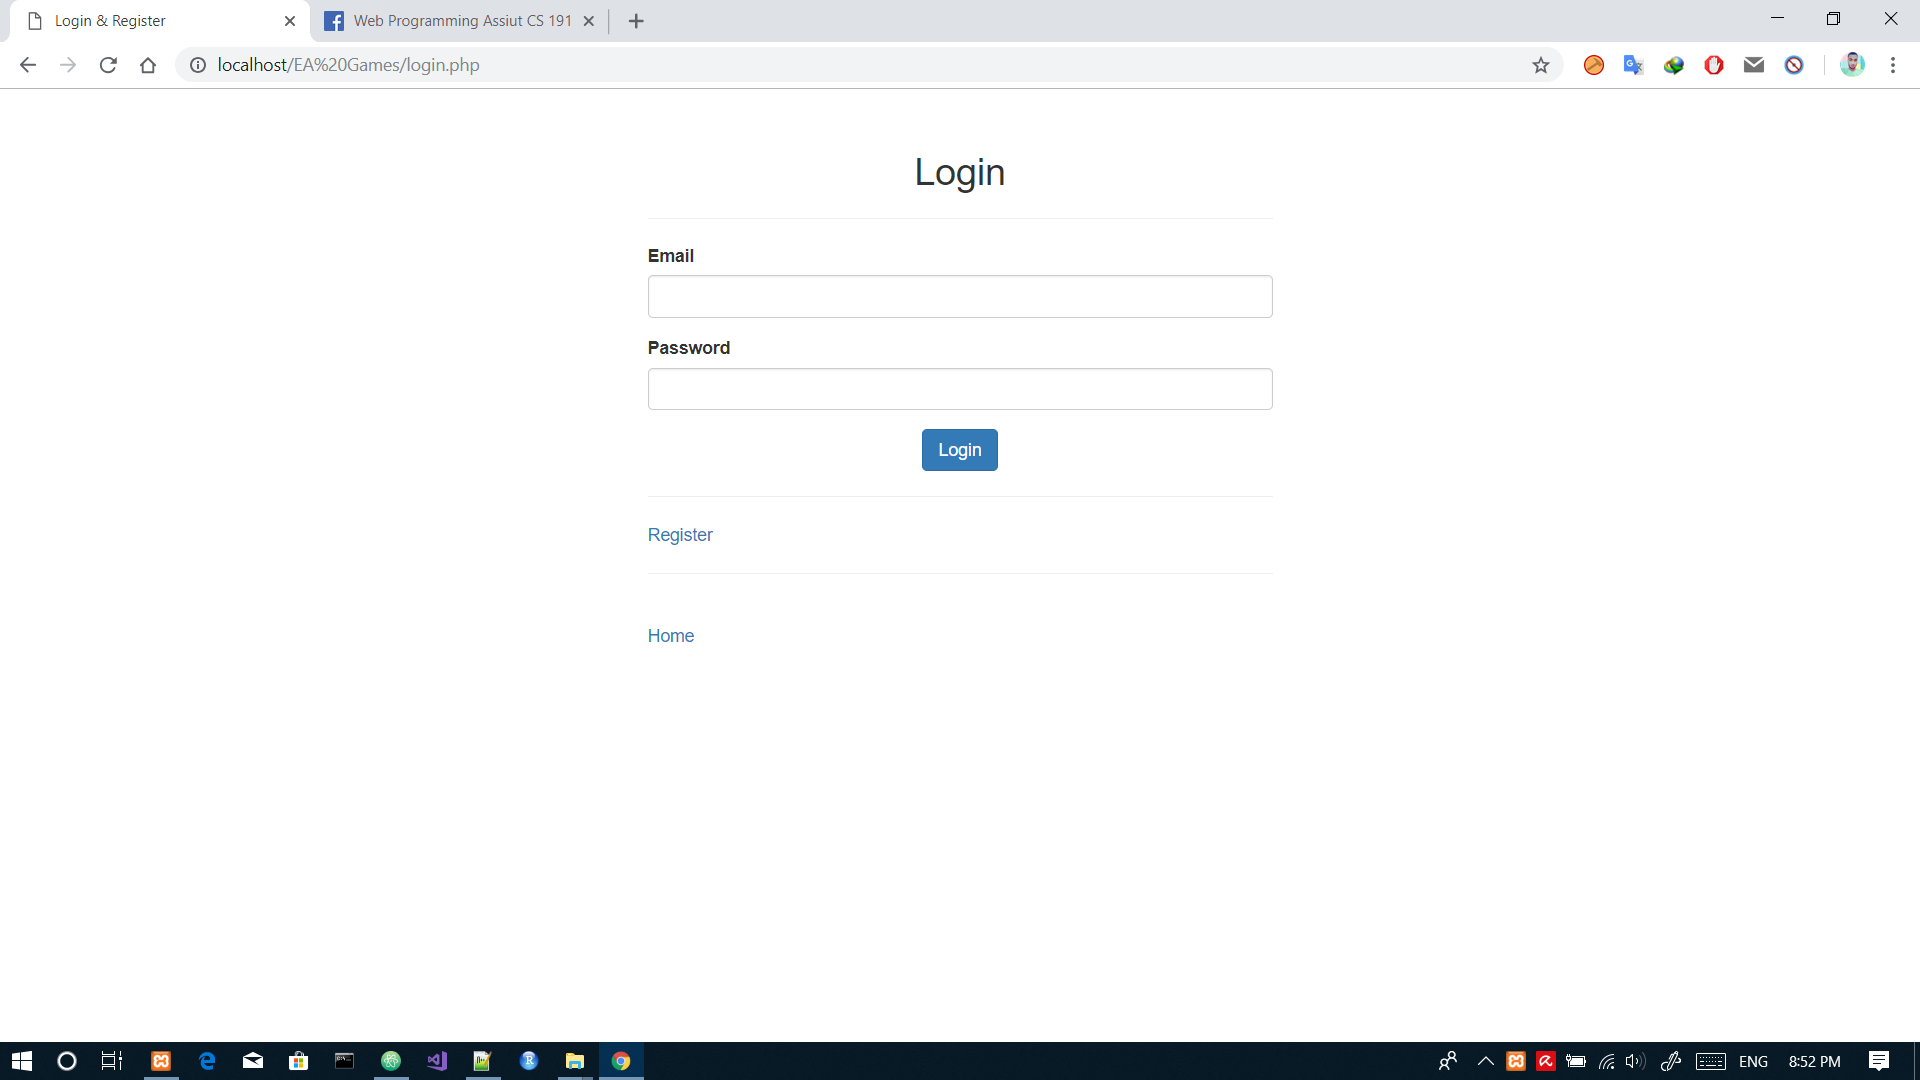 Login & Register
Web Programming Assiut CS 191
localhost/EA%20Games/login.php
Login
Email
Password
Login
Register
Home
ENG
8:52 PM